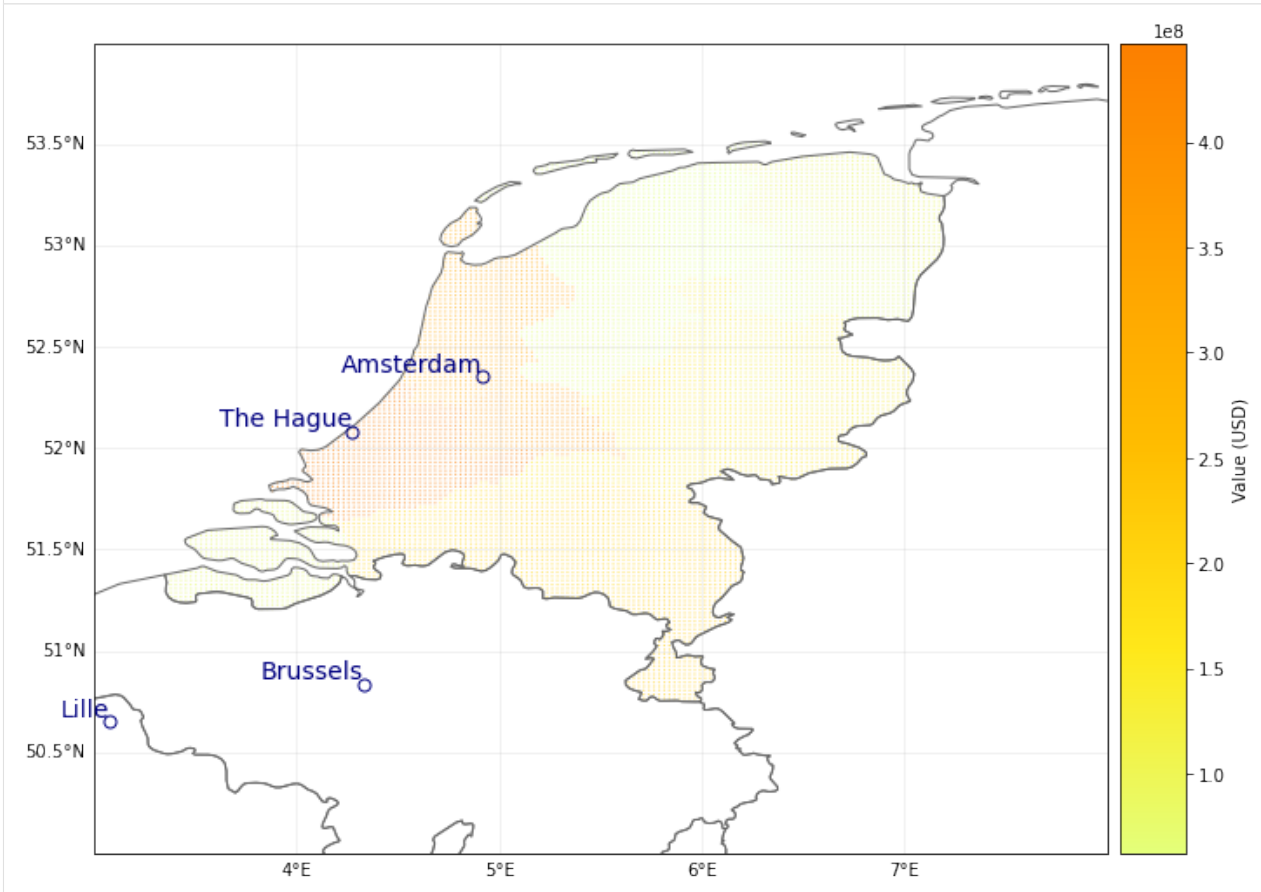 1e8
53.5°N
4.0
3.5
53°N
52.5°N
3.0
Amsterdam
The Hague
52°N
2.5
Value (USD)
51.5°N
2.0
51°N
1.5
Brussels
Lille
50.5°N
1.0
4°E
5°E
6°E
7°E